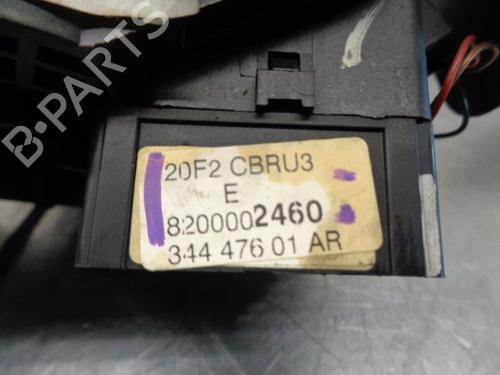 B-PARTS
20F2 CBRU3
E
8200002460
344 476 01 AR